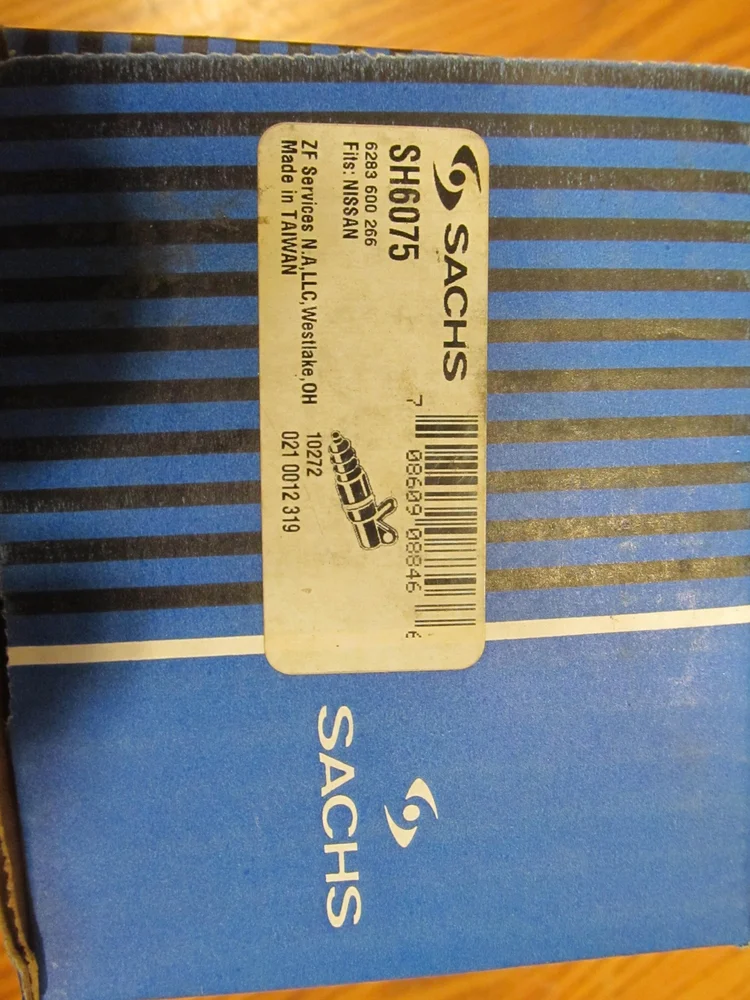 SACHS
SH6075
6283 600 266
Fits: NISSAN
ZF Services N.A,LLC,Westlake,OH
Made in TAIWAN
7 08609 08846 6
10272
021 0012 319
SACHS